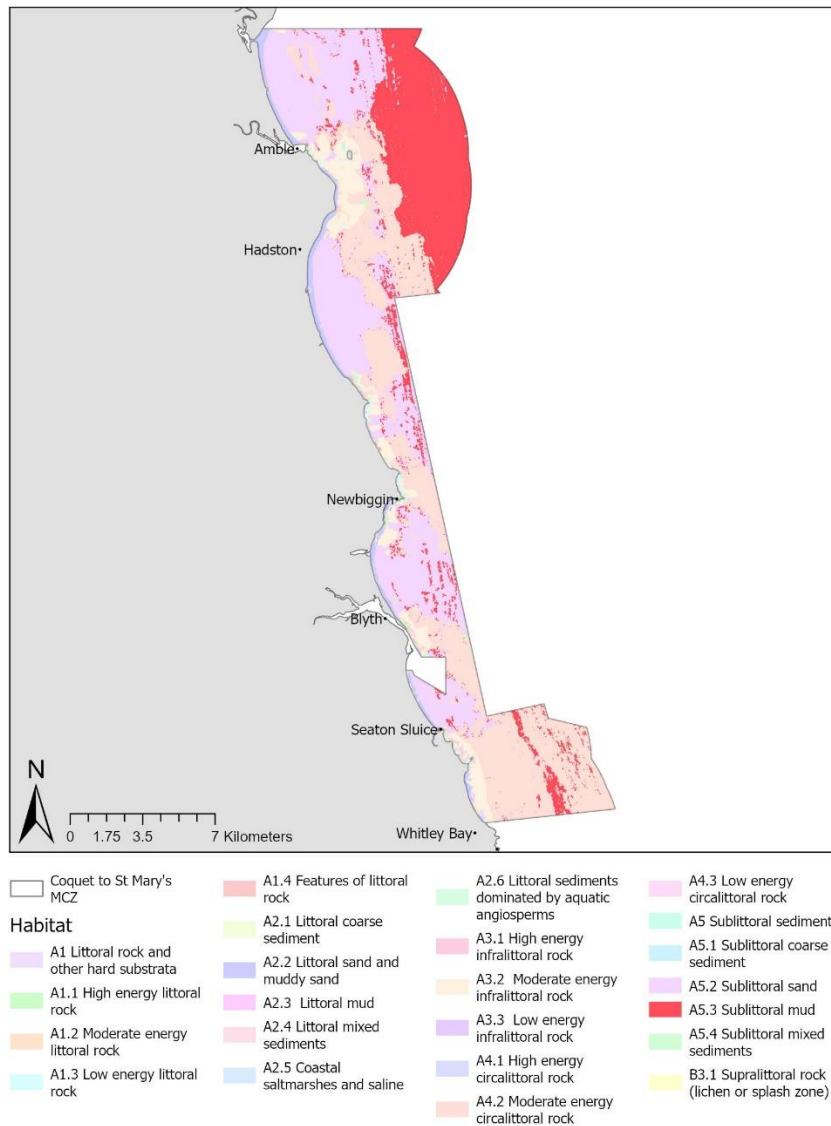 Amble
Hadston
Newbiggin
Blyth
Seaton Sluice
Whitley Bay
N
0 1.75 3.5 7 Kilometers
Coquet to St Mary's
MCZ
Habitat
A1 Littoral rock and
other hard substrata
A1.1 High energy littoral
rock
A1.2 Moderate energy
littoral rock
A1.3 Low energy littoral
rock
A1.4 Features of littoral
rock
A2.1 Littoral coarse
sediment
A2.2 Littoral sand and
muddy sand
A2.3 Littoral mud
A2.4 Littoral mixed
sediments
A2.5 Coastal
saltmarshes and saline
A2.6 Littoral sediments
dominated by aquatic
angiosperms
A3.1 High energy
infralittoral rock
A3.2 Moderate energy
infralittoral rock
A3.3 Low energy
infralittoral rock
A4.1 High energy
circalittoral rock
A4.2 Moderate energy
circalittoral rock
A4.3 Low energy
circalittoral rock
A5 Sublittoral sediment
A5.1 Sublittoral coarse
sediment
A5.2 Sublittoral sand
A5.3 Sublittoral mud
A5.4 Sublittoral mixed
sediments
B3.1 Supralittoral rock
(lichen or splash zone)